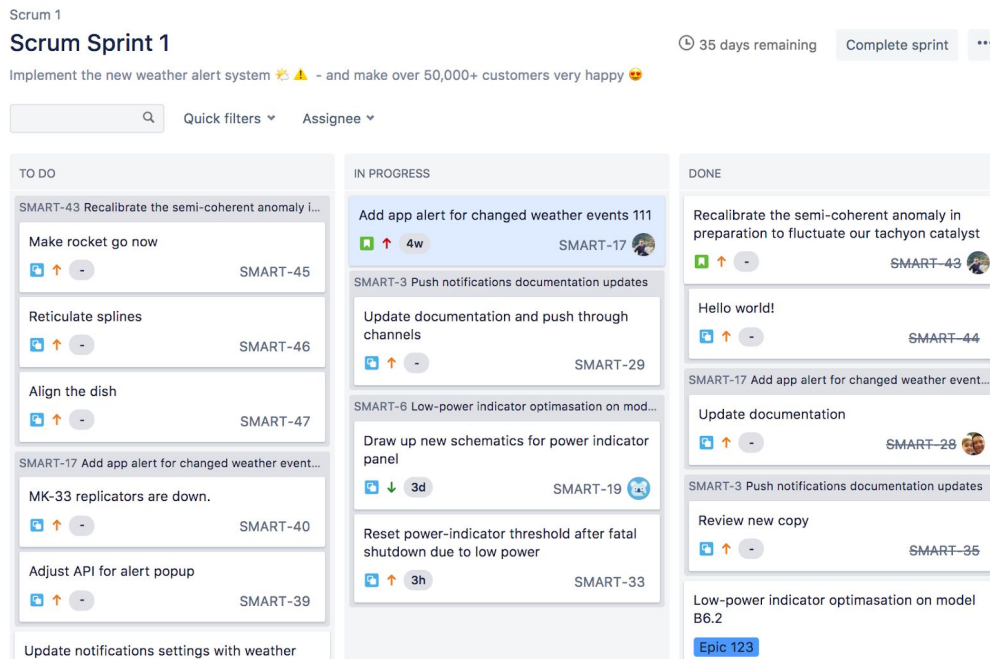 Scrum 1
Scrum Sprint 1
35 days remaining
Complete sprint
Implement the new weather alert system 🌤️ ⚠️ - and make over 50,000+ customers very happy 😍
Quick filters
Assignee
TO DO
SMART-43 Recalibrate the semi-coherent anomaly i...
Make rocket go now
-
SMART-45
Reticulate splines
-
SMART-46
Align the dish
-
SMART-47
SMART-17 Add app alert for changed weather event...
MK-33 replicators are down.
-
SMART-40
Adjust API for alert popup
-
SMART-39
Update notifications settings with weather
IN PROGRESS
Add app alert for changed weather events 111
4w
SMART-17
SMART-3 Push notifications documentation updates
Update documentation and push through
channels
-
SMART-29
SMART-6 Low-power indicator optimasation on mod...
Draw up new schematics for power indicator
panel
3d
SMART-19
Reset power-indicator threshold after fatal
shutdown due to low power
3h
SMART-33
DONE
Recalibrate the semi-coherent anomaly in
preparation to fluctuate our tachyon catalyst
-
SMART-43
Hello world!
-
SMART-44
SMART-17 Add app alert for changed weather event...
Update documentation
-
SMART-28
SMART-3 Push notifications documentation updates
Review new copy
-
SMART-35
Low-power indicator optimasation on model
B6.2
Epic 123